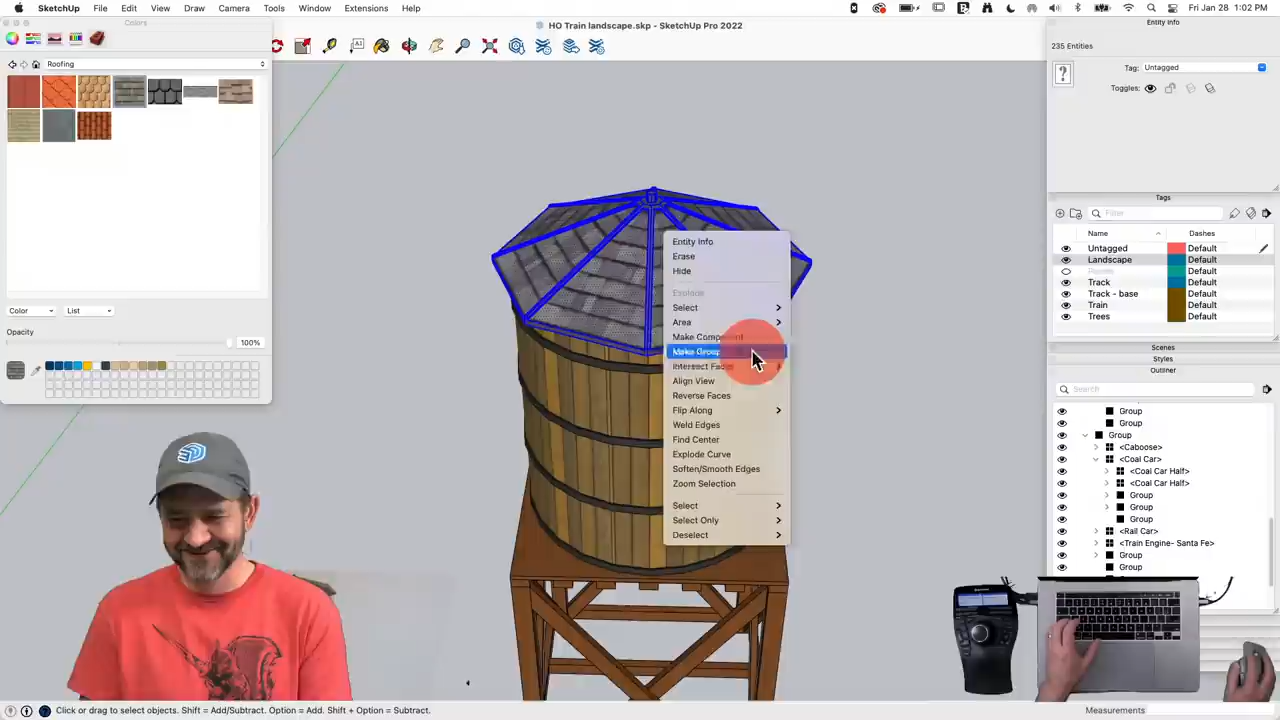 SketchUp File Edit View Draw Camera Tools Window Extensions Help
Fri Jan 28 1:02 PM
Colors
HO Train landscape.skp - SketchUp Pro 2022
Roofing
Color
List
Opacity
100%
Entity Info
Erase
Hide
Explode
Select
Area
Make Component
Make Group
Intersect Faces
Align View
Reverse Faces
Flip Along
Weld Edges
Find Center
Explode Curve
Soften/Smooth Edges
Zoom Selection
Select
Select Only
Deselect
Entity Info
235 Entities
Tag: Untagged
Toggles:
Tags
Filter
Name Dashes
Untagged Default
Landscape Default
Default
Track Default
Track - base Default
Train Default
Trees Default
Scenes
Styles
Outliner
Search
Group
Group
Group
<Caboose>
<Coal Car>
<Coal Car Half>
<Coal Car Half>
Group
Group
Group
<Rail Car>
<Train Engine- Santa Fe>
Group
Group
Click or drag to select objects. Shift = Add/Subtract. Option = Add. Shift + Option = Subtract.
Measurements